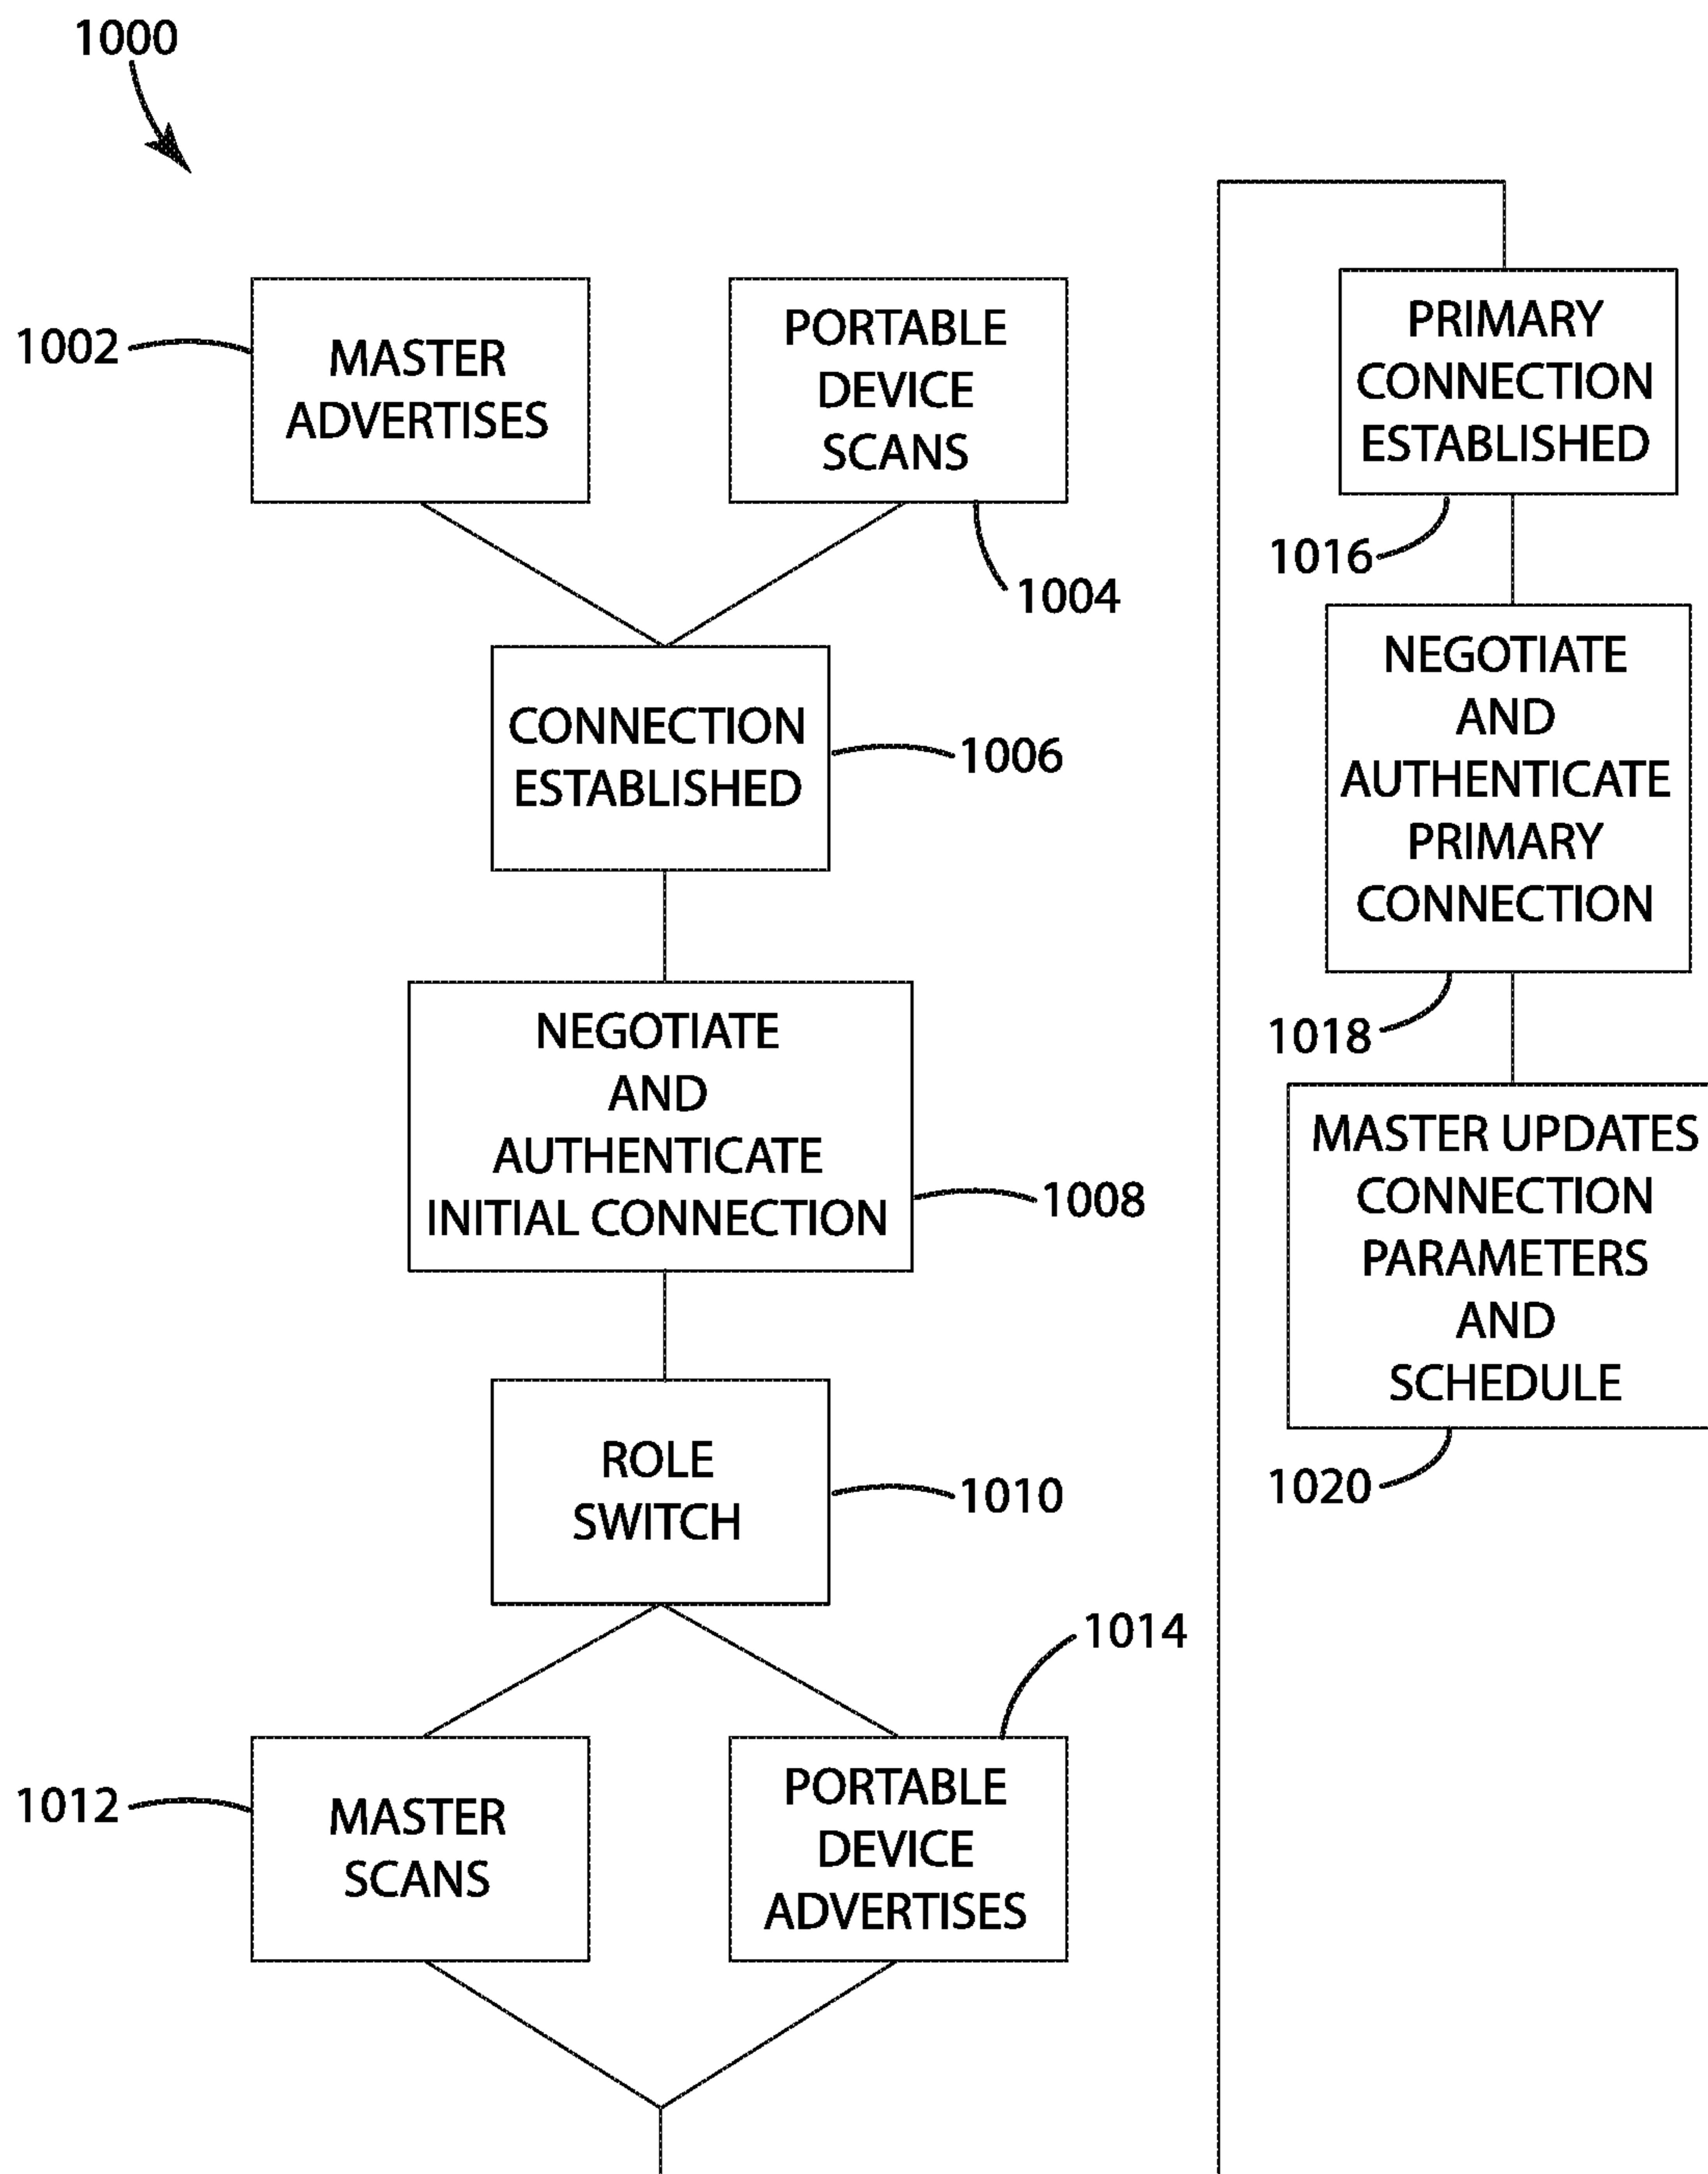 1000
1002
MASTER
ADVERTISES
PORTABLE
DEVICE
SCANS
1004
CONNECTION
ESTABLISHED
1006
NEGOTIATE
AND
AUTHENTICATE
INITIAL CONNECTION
1008
ROLE
SWITCH
1010
1012
MASTER
SCANS
1014
PORTABLE
DEVICE
ADVERTISES
PRIMARY
CONNECTION
ESTABLISHED
1016
NEGOTIATE
AND
AUTHENTICATE
PRIMARY
CONNECTION
1018
MASTER UPDATES
CONNECTION
PARAMETERS
AND
SCHEDULE
1020